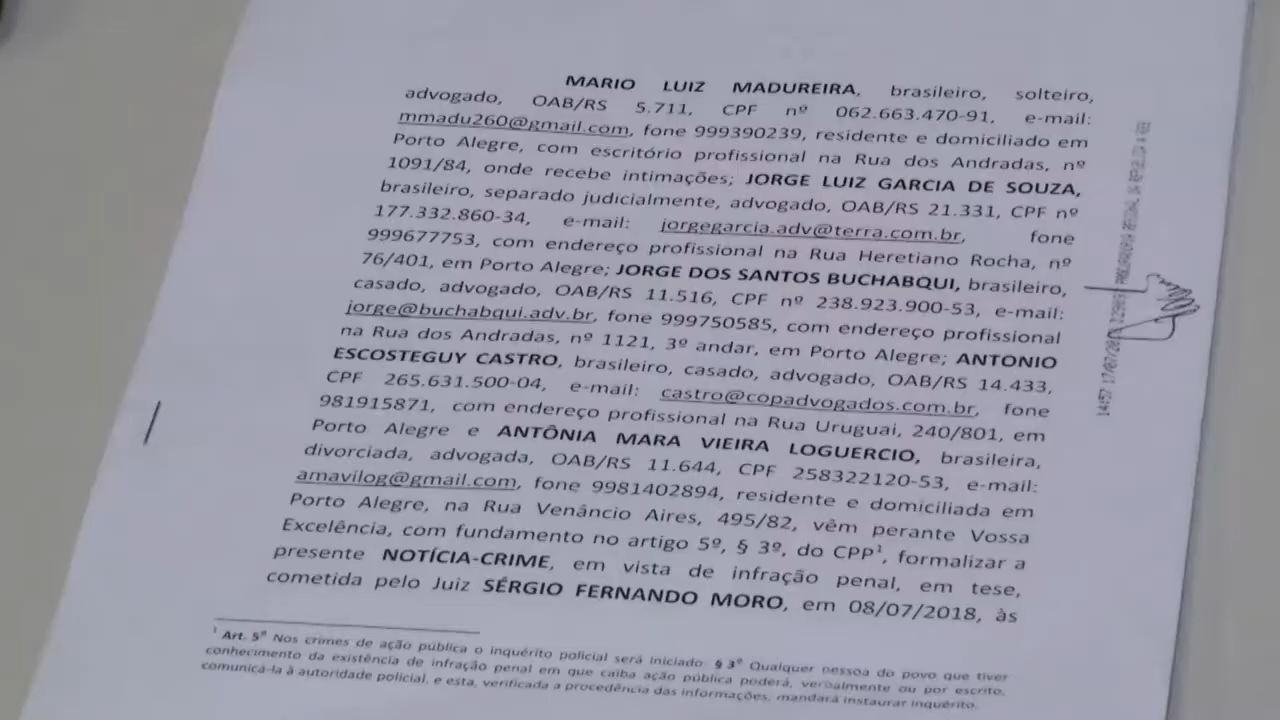 MARIO LUIZ MADUREIRA, brasileiro, solteiro,
advogado, OAB/RS 5.711, CPF nº 062.663.470-91, e-mail:
mmadu260@gmail.com, fone 999390239, residente e domiciliado em
Porto Alegre, com escritório profissional na Rua dos Andradas, nº
1091/84, onde recebe intimações; JORGE LUIZ GARCIA DE SOUZA,
brasileiro, separado judicialmente, advogado, OAB/RS 21.331, CPF nº
177.332.860-34, e-mail: jorgegarcia.adv@terra.com.br, fone
999677753, com endereço profissional na Rua Heretiano Rocha, nº
76/401, em Porto Alegre; JORGE DOS SANTOS BUCHABQUI, brasileiro,
casado, advogado, OAB/RS 11.516, CPF nº 238.923.900-53, e-mail:
jorge@buchabqui.adv.br, fone 999750585, com endereço profissional
na Rua dos Andradas, nº 1121, 3º andar, em Porto Alegre; ANTONIO
ESCOSTEGUY CASTRO, brasileiro, casado, advogado, OAB/RS 14.433,
CPF 265.631.500-04, e-mail: castro@copadvogados.com.br, fone
981915871, com endereço profissional na Rua Uruguai, 240/801, em
Porto Alegre e ANTÔNIA MARA VIEIRA LOGUERCIO, brasileira,
divorciada, advogada, OAB/RS 11.644, CPF 258322120-53, e-mail:
amavilog@gmail.com, fone 9981402894, residente e domiciliada em
Porto Alegre, na Rua Venâncio Aires, 495/82, vêm perante Vossa
Excelência, com fundamento no artigo 5º, § 3º, do CPP¹, formalizar a
presente NOTÍCIA-CRIME, em vista de infração penal, em tese,
cometida pelo Juiz SÉRGIO FERNANDO MORO, em 08/07/2018, às
¹ Art. 5º Nos crimes de ação pública o inquérito policial será iniciado: § 3º Qualquer pessoa do povo que tiver
conhecimento da existência de infração penal em que caiba ação pública poderá, verbalmente ou por escrito,
comunicá-la à autoridade policial, e esta, verificada a procedência das informações, mandará instaurar inquérito.
14:57 17/07/
PROCURADORIA REGIONAL DA REPUBLICA